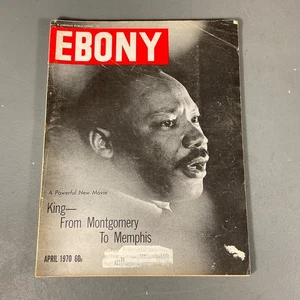 EBONY
A Powerful New Movie
King—
From Montgomery
To Memphis
APRIL 1970 60¢